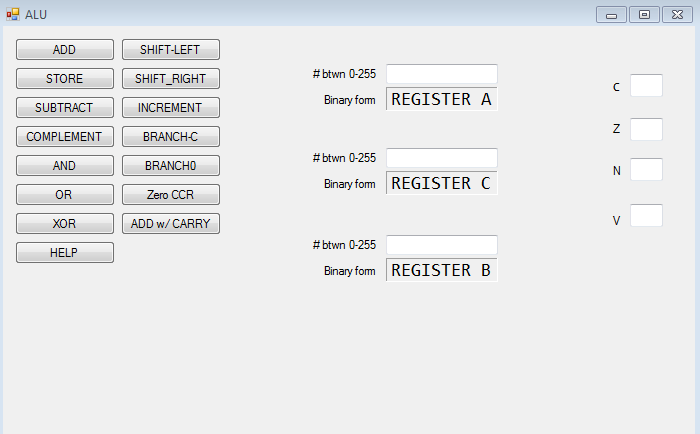 ALU
ADD SHIFT-LEFT
STORE SHIFT_RIGHT
SUBTRACT INCREMENT
COMPLEMENT BRANCH-C
AND BRANCH0
OR Zero CCR
XOR ADD w/ CARRY
HELP
# btwn 0-255
Binary form REGISTER A
# btwn 0-255
Binary form REGISTER C
# btwn 0-255
Binary form REGISTER B
C
Z
N
V